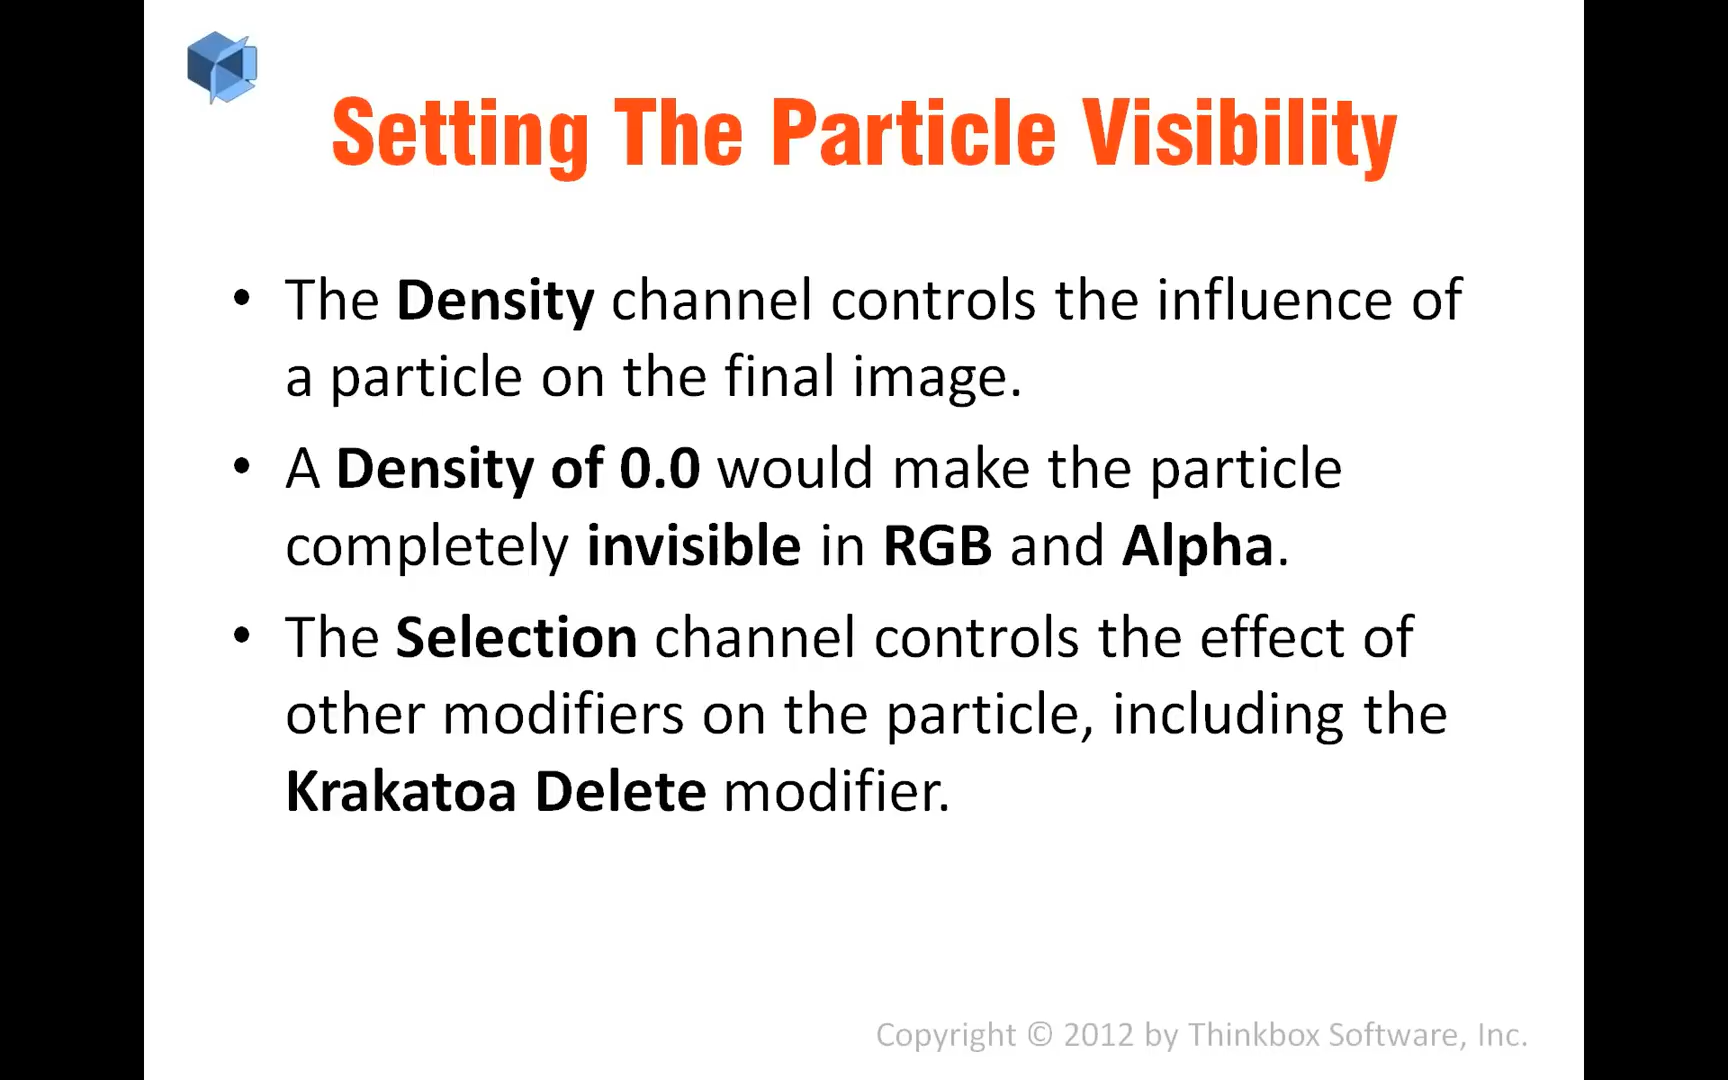 Setting The Particle Visibility
• The Density channel controls the influence of
a particle on the final image.
• A Density of 0.0 would make the particle
completely invisible in RGB and Alpha.
• The Selection channel controls the effect of
other modifiers on the particle, including the
Krakatoa Delete modifier.
Copyright © 2012 by Thinkbox Software, Inc.